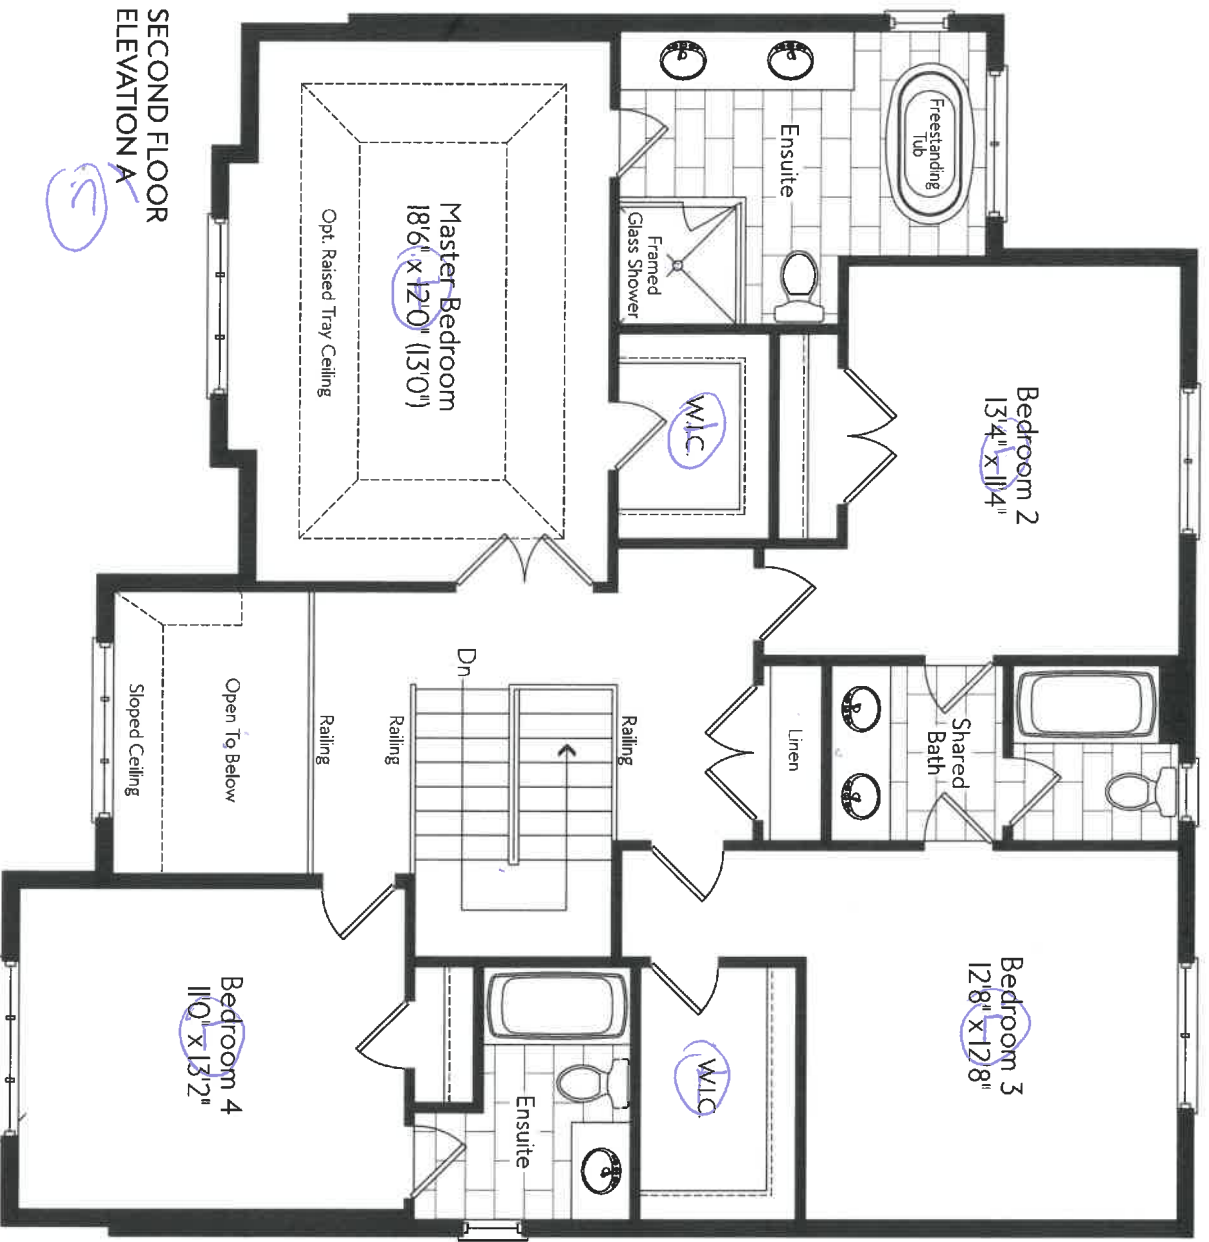 SECOND FLOOR
ELEVATION A
Freestanding
Tub
Ensuite
Framed
Glass Shower
Master Bedroom
18'6" x 12'0" (13'0")
Opt. Raised Tray Ceiling
W.I.C.
Bedroom 2
13'4" x 11'4"
Linen
Shared
Bath
Railing
Dn
Railing
Railing
Open To Below
Sloped Ceiling
Bedroom 3
12'8" x 12'8"
W.I.C.
Ensuite
Bedroom 4
11'0" x 13'2"